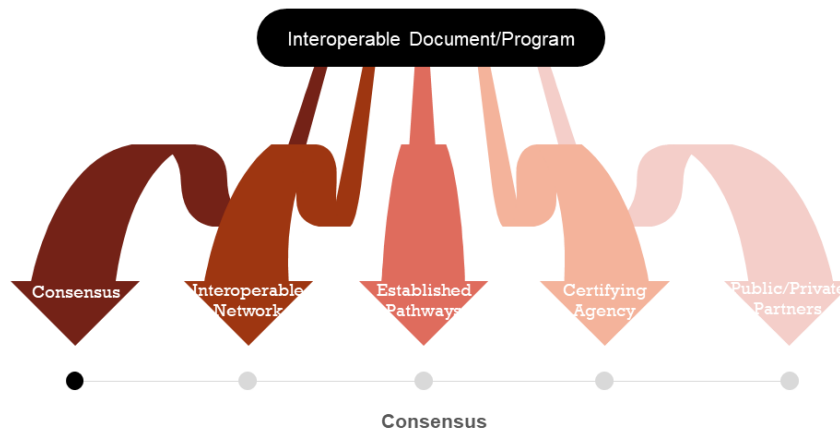 Interoperable Document/Program
Consensus
Interoperable
Network
Established
Pathways
Certifying
Agency
Public/Private
Partners
Consensus